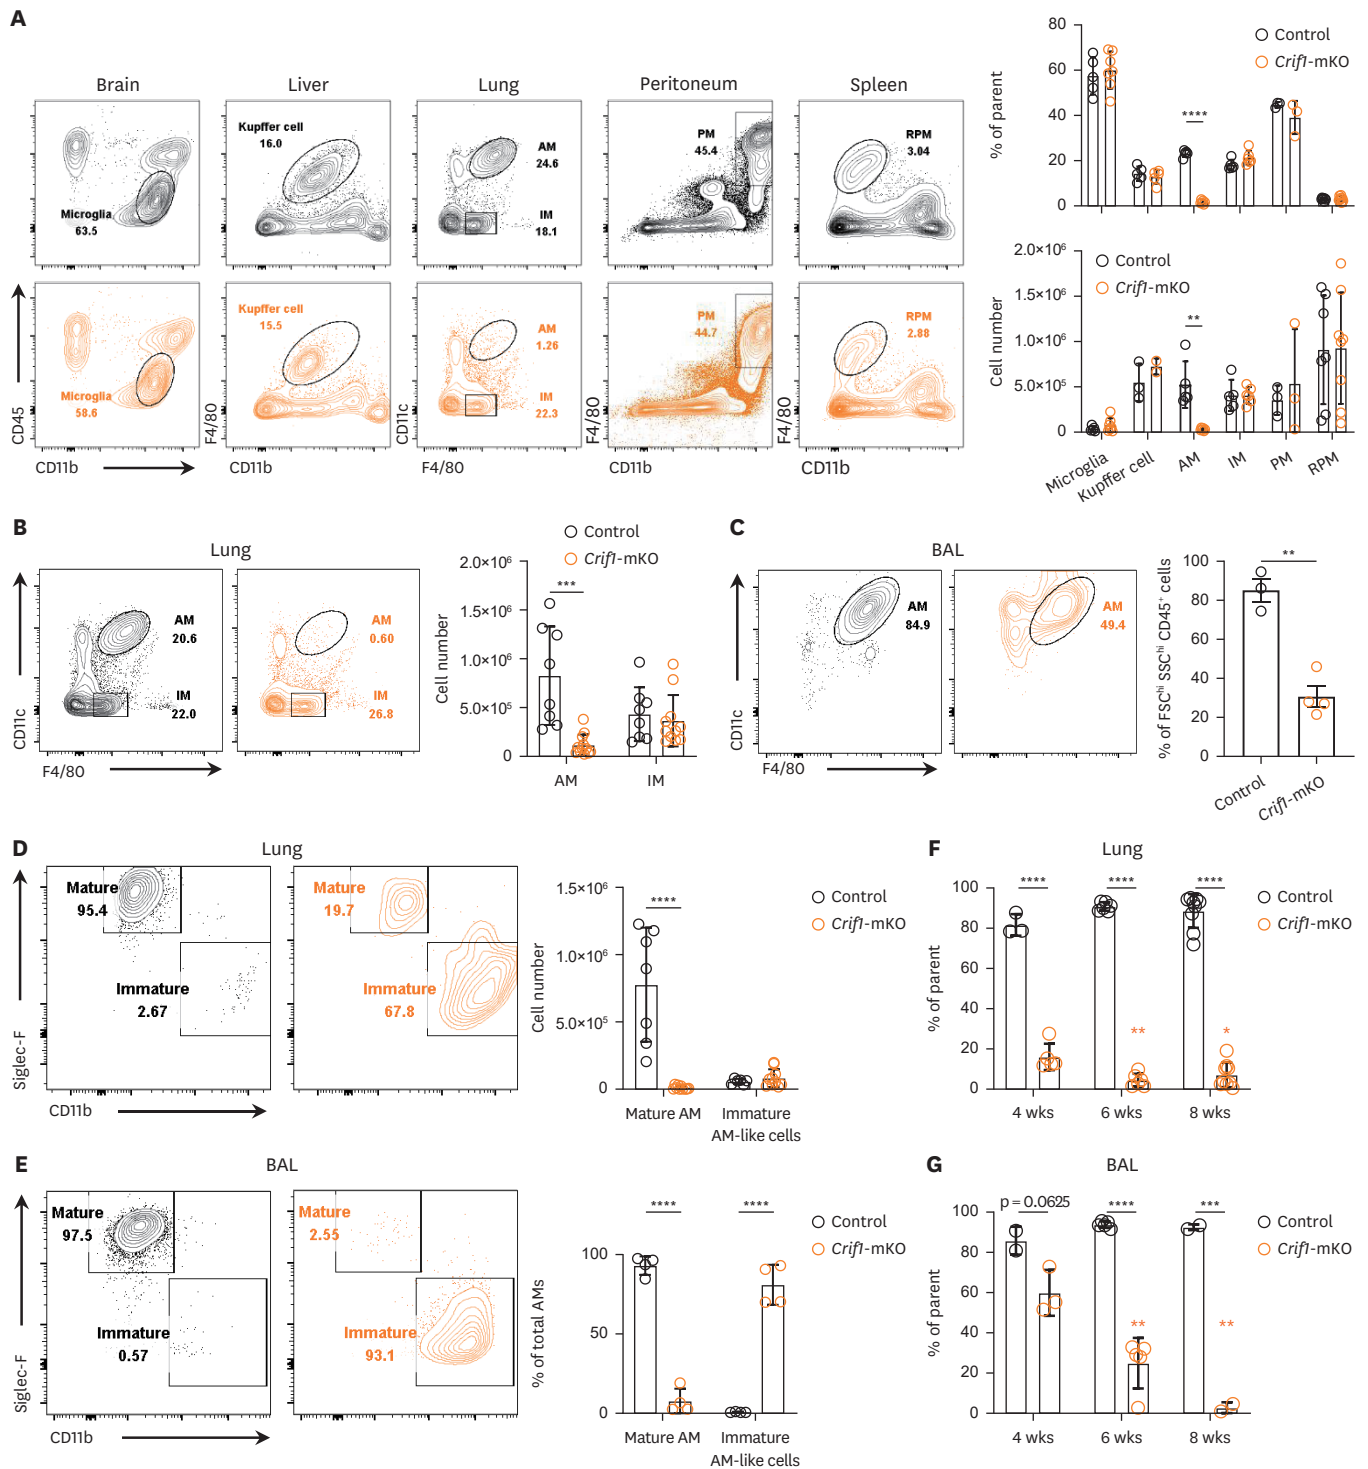 A
Brain
Liver
Lung
Peritoneum
Spleen
Microglia
63.5
Kupffer cell
16.0
AM
24.6
IM
18.1
PM
45.4
RPM
3.04
Microglia
58.6
Kupffer cell
15.5
AM
1.26
IM
22.3
PM
44.7
RPM
2.88
CD45
CD11b
F4/80
CD11b
CD11c
F4/80
F4/80
CD11b
F4/80
CD11b
% of parent
80
60
40
20
0
Control
Crif1-mKO
****
Cell number
2.0×10⁶
1.5×10⁶
1.0×10⁶
5.0×10⁵
0
Control
Crif1-mKO
**
Microglia
Kupffer cell
AM
IM
PM
RPM
B
Lung
AM
20.6
IM
22.0
AM
0.60
IM
26.8
CD11c
F4/80
Control
Crif1-mKO
Cell number
2.0×10⁶
1.5×10⁶
1.0×10⁶
5.0×10⁵
0
***
AM
IM
C
BAL
AM
84.9
AM
49.4
CD11c
F4/80
% of FSCʰⁱ SSCʰⁱ CD45⁺ cells
100
80
60
40
20
0
**
Control
Crif1-mKO
D
Lung
Mature
95.4
Immature
2.67
Mature
19.7
Immature
67.8
Siglec-F
CD11b
Cell number
1.5×10⁶
1.0×10⁶
5.0×10⁵
0
****
Control
Crif1-mKO
Mature AM
Immature
AM-like cells
F
Lung
% of parent
100
80
60
40
20
0
****
****
****
**
*
Control
Crif1-mKO
4 wks
6 wks
8 wks
E
BAL
Mature
97.5
Immature
0.57
Mature
2.55
Immature
93.1
Siglec-F
CD11b
% of total AMs
100
50
0
****
****
Control
Crif1-mKO
Mature AM
Immature
AM-like cells
G
BAL
% of parent
100
80
60
40
20
0
p = 0.0625
****
***
**
**
Control
Crif1-mKO
4 wks
6 wks
8 wks